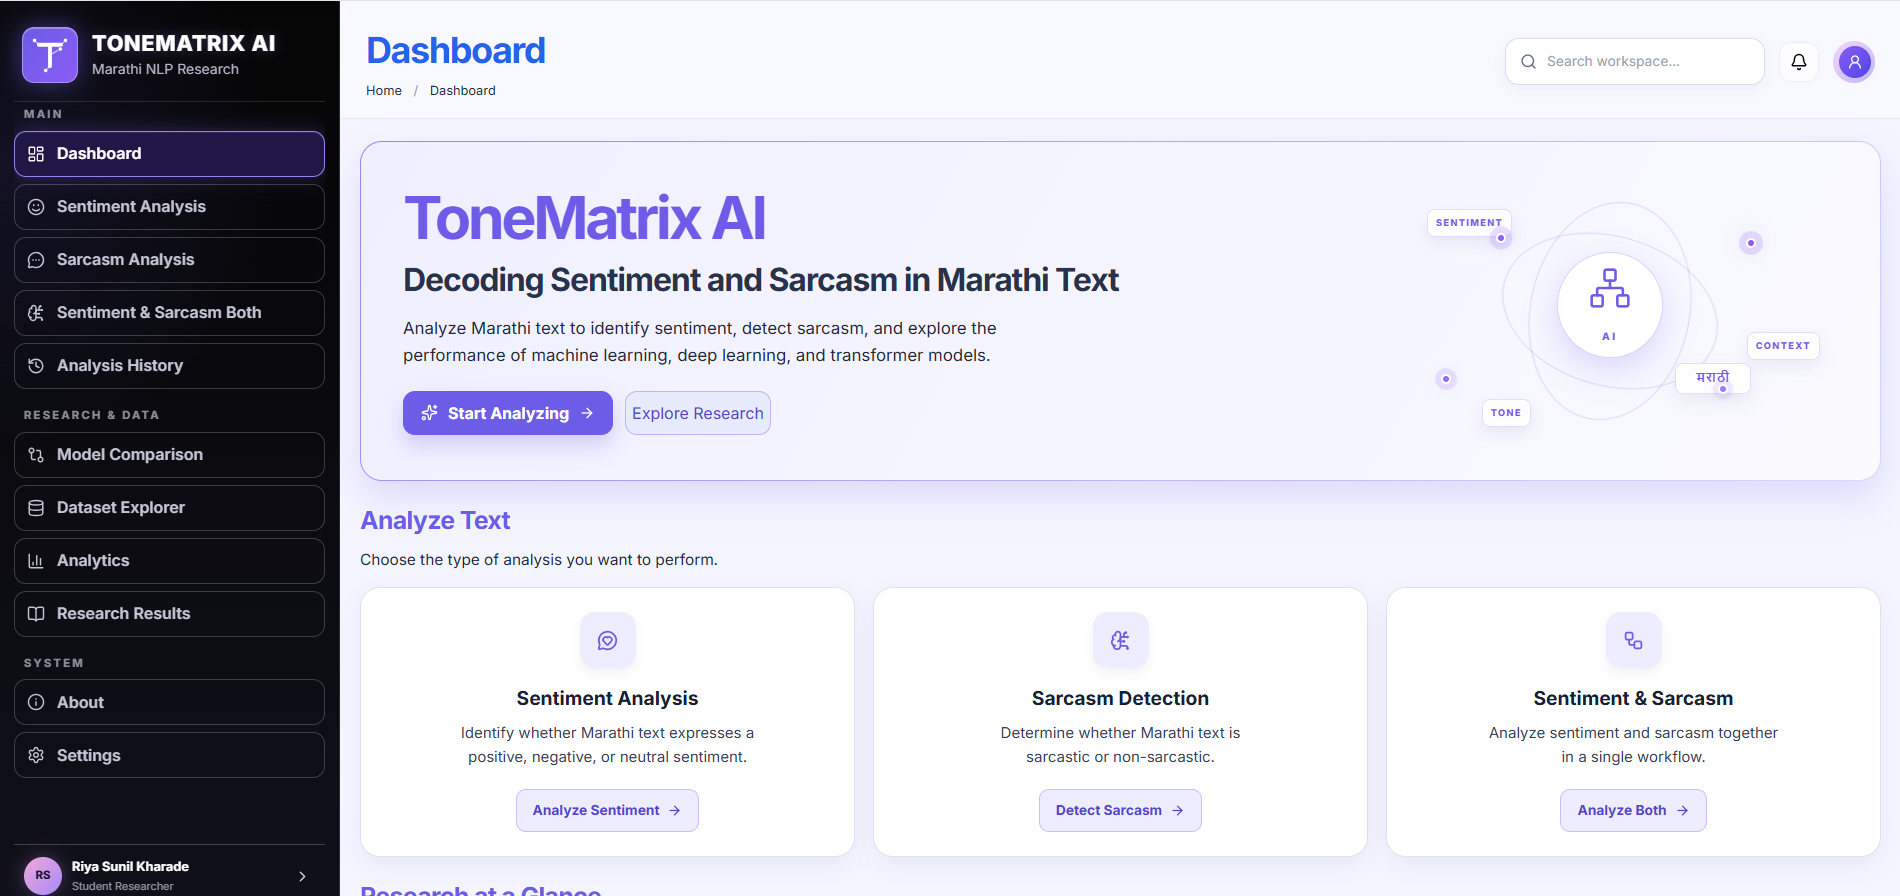 TONEMATRIX AI
Marathi NLP Research
MAIN
Dashboard
Sentiment Analysis
Sarcasm Analysis
Sentiment & Sarcasm Both
Analysis History
RESEARCH & DATA
Model Comparison
Dataset Explorer
Analytics
Research Results
SYSTEM
About
Settings
RS
Riya Sunil Kharade
Student Researcher
Dashboard
Home / Dashboard
Search workspace...
ToneMatrix AI
Decoding Sentiment and Sarcasm in Marathi Text
Analyze Marathi text to identify sentiment, detect sarcasm, and explore the
performance of machine learning, deep learning, and transformer models.
Start Analyzing
Explore Research
SENTIMENT
AI
CONTEXT
मराठी
TONE
Analyze Text
Choose the type of analysis you want to perform.
Sentiment Analysis
Identify whether Marathi text expresses a
positive, negative, or neutral sentiment.
Analyze Sentiment
Sarcasm Detection
Determine whether Marathi text is
sarcastic or non-sarcastic.
Detect Sarcasm
Sentiment & Sarcasm
Analyze sentiment and sarcasm together
in a single workflow.
Analyze Both
Research at a Glance